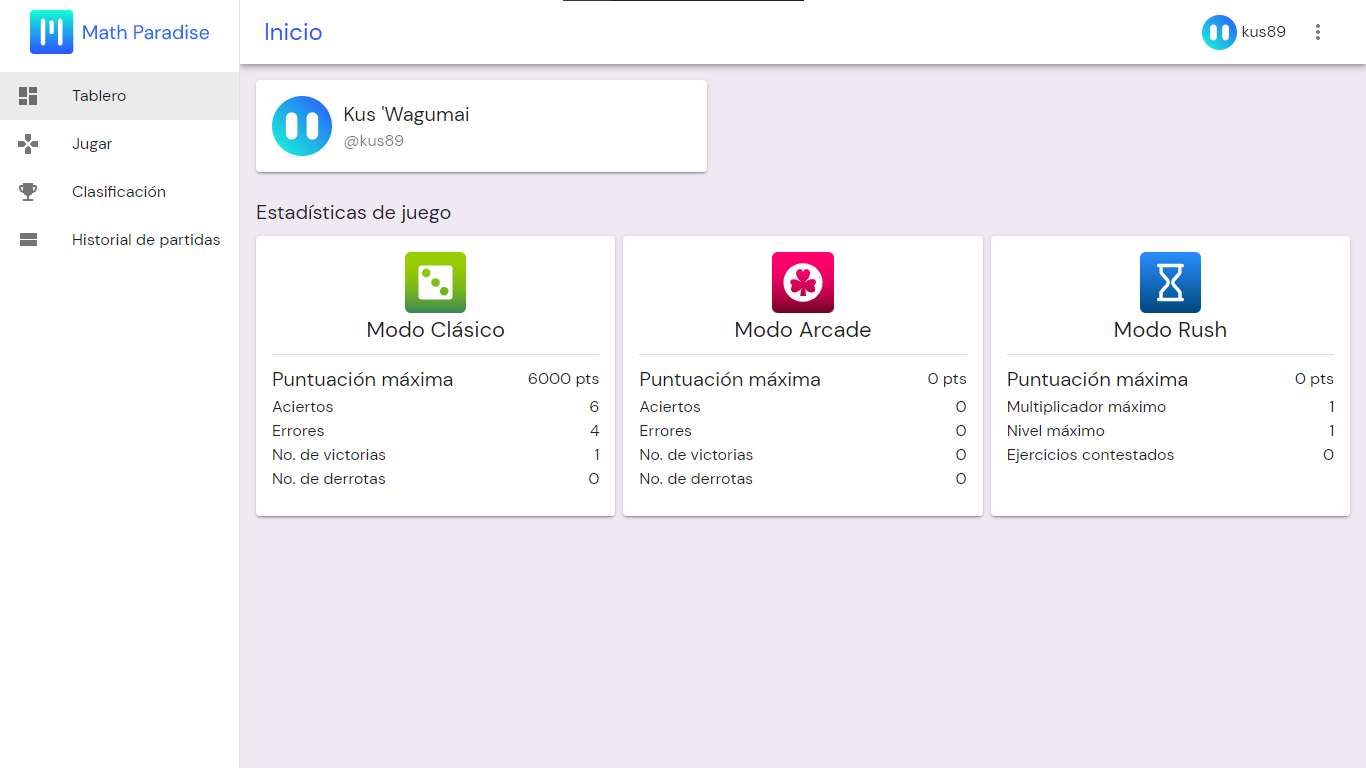 Math Paradise
Inicio
kus89
Tablero
Jugar
Clasificación
Historial de partidas
Kus 'Wagumai
@kus89
Estadísticas de juego
Modo Clásico
Puntuación máxima 6000 pts
Aciertos 6
Errores 4
No. de victorias 1
No. de derrotas 0
Modo Arcade
Puntuación máxima 0 pts
Aciertos 0
Errores 0
No. de victorias 0
No. de derrotas 0
Modo Rush
Puntuación máxima 0 pts
Multiplicador máximo 1
Nivel máximo 1
Ejercicios contestados 0